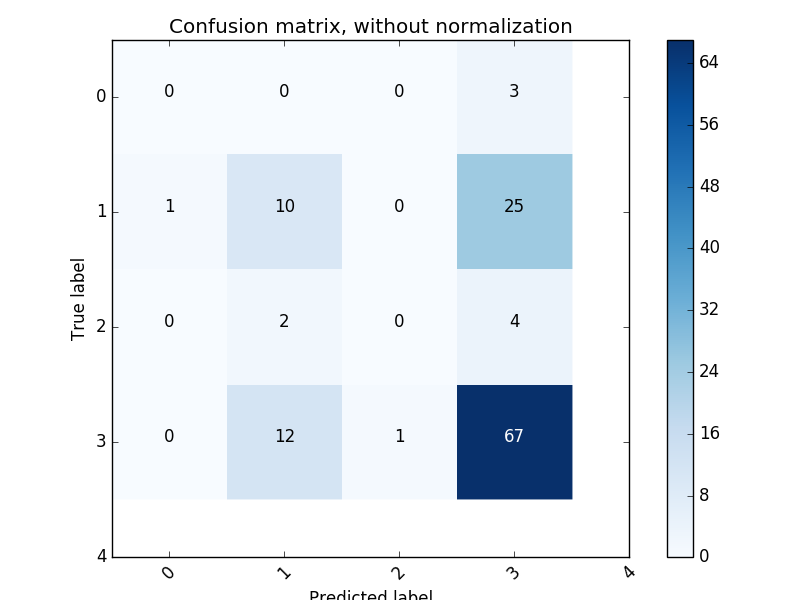 Confusion matrix, without normalization
0 0 0 0 3
1 1 10 0 25
2 0 2 0 4
3 0 12 1 67
4
True label
0 1 2 3 4
Predicted label
64
56
48
40
32
24
16
8
0